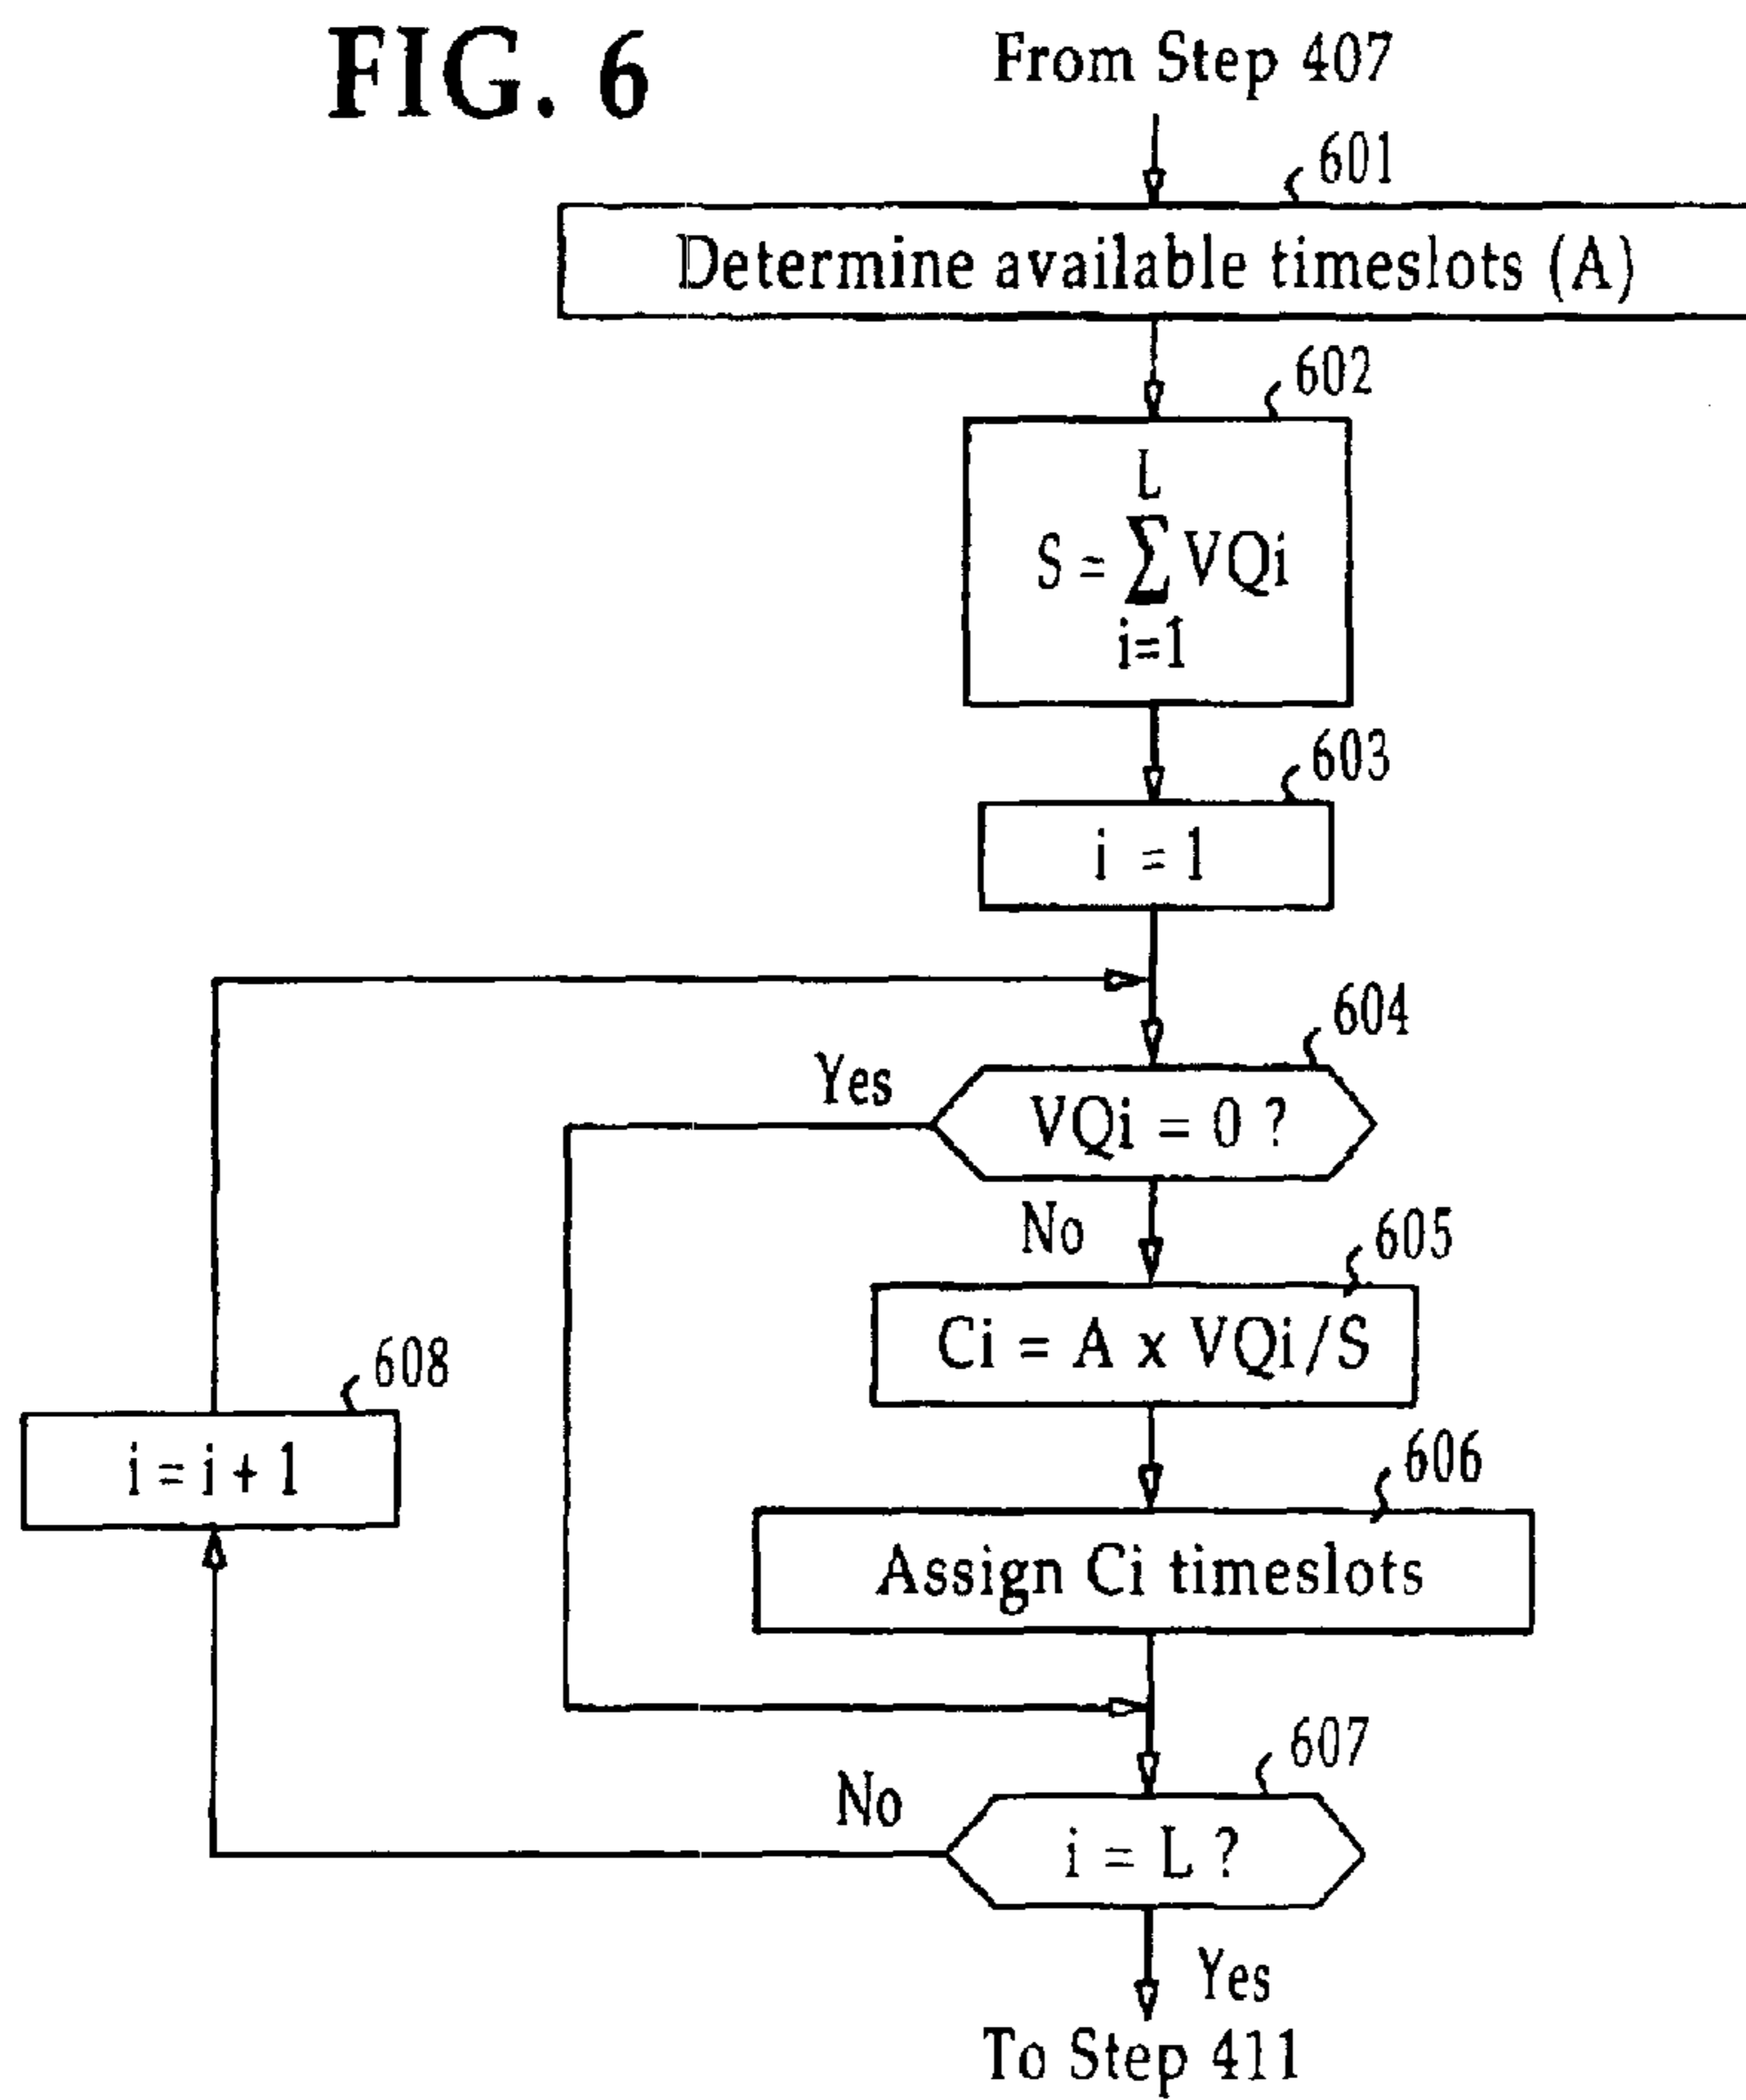 FIG. 6
From Step 407
601
Determine available timeslots (A)
602
L
S = ∑ VQi
i=1
603
i = 1
604
Yes
VQi = 0 ?
No
605
Ci = A x VQi/S
608
i = i + 1
606
Assign Ci timeslots
607
No
i = L ?
Yes
To Step 411